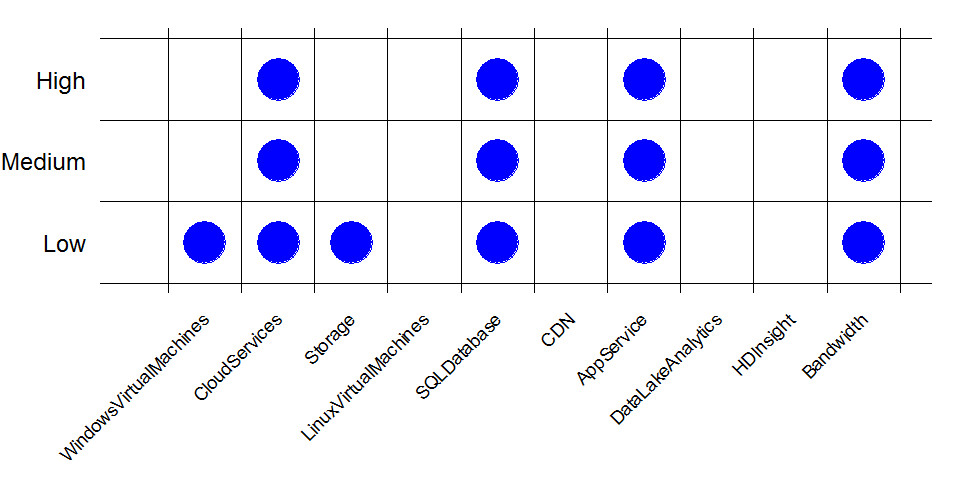 High
Medium
Low
WindowsVirtualMachines
CloudServices
Storage
LinuxVirtualMachines
SQLDatabase
CDN
AppService
DataLakeAnalytics
HDInsight
Bandwidth